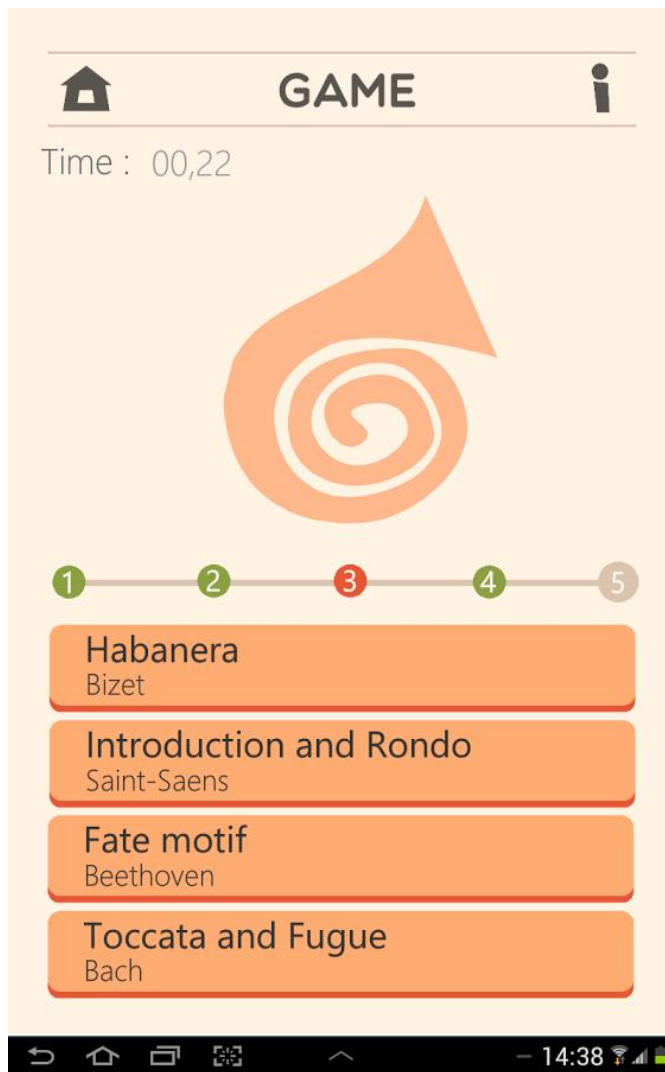 GAME
Time : 00,22
1 2 3 4 5
Habanera
Bizet
Introduction and Rondo
Saint-Saens
Fate motif
Beethoven
Toccata and Fugue
Bach
14:38